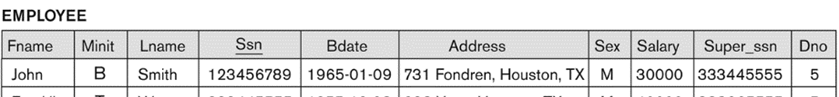 EMPLOYEE
Fname Minit Lname Ssn Bdate Address Sex Salary Super_ssn Dno
John B Smith 123456789 1965-01-09 731 Fondren, Houston, TX M 30000 333445555 5